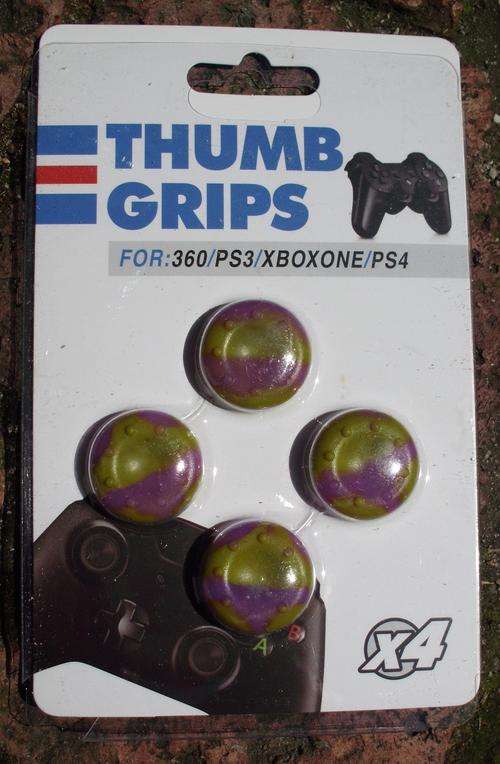 THUMB
GRIPS
FOR:360/PS3/XBOXONE/PS4
A
B
x4